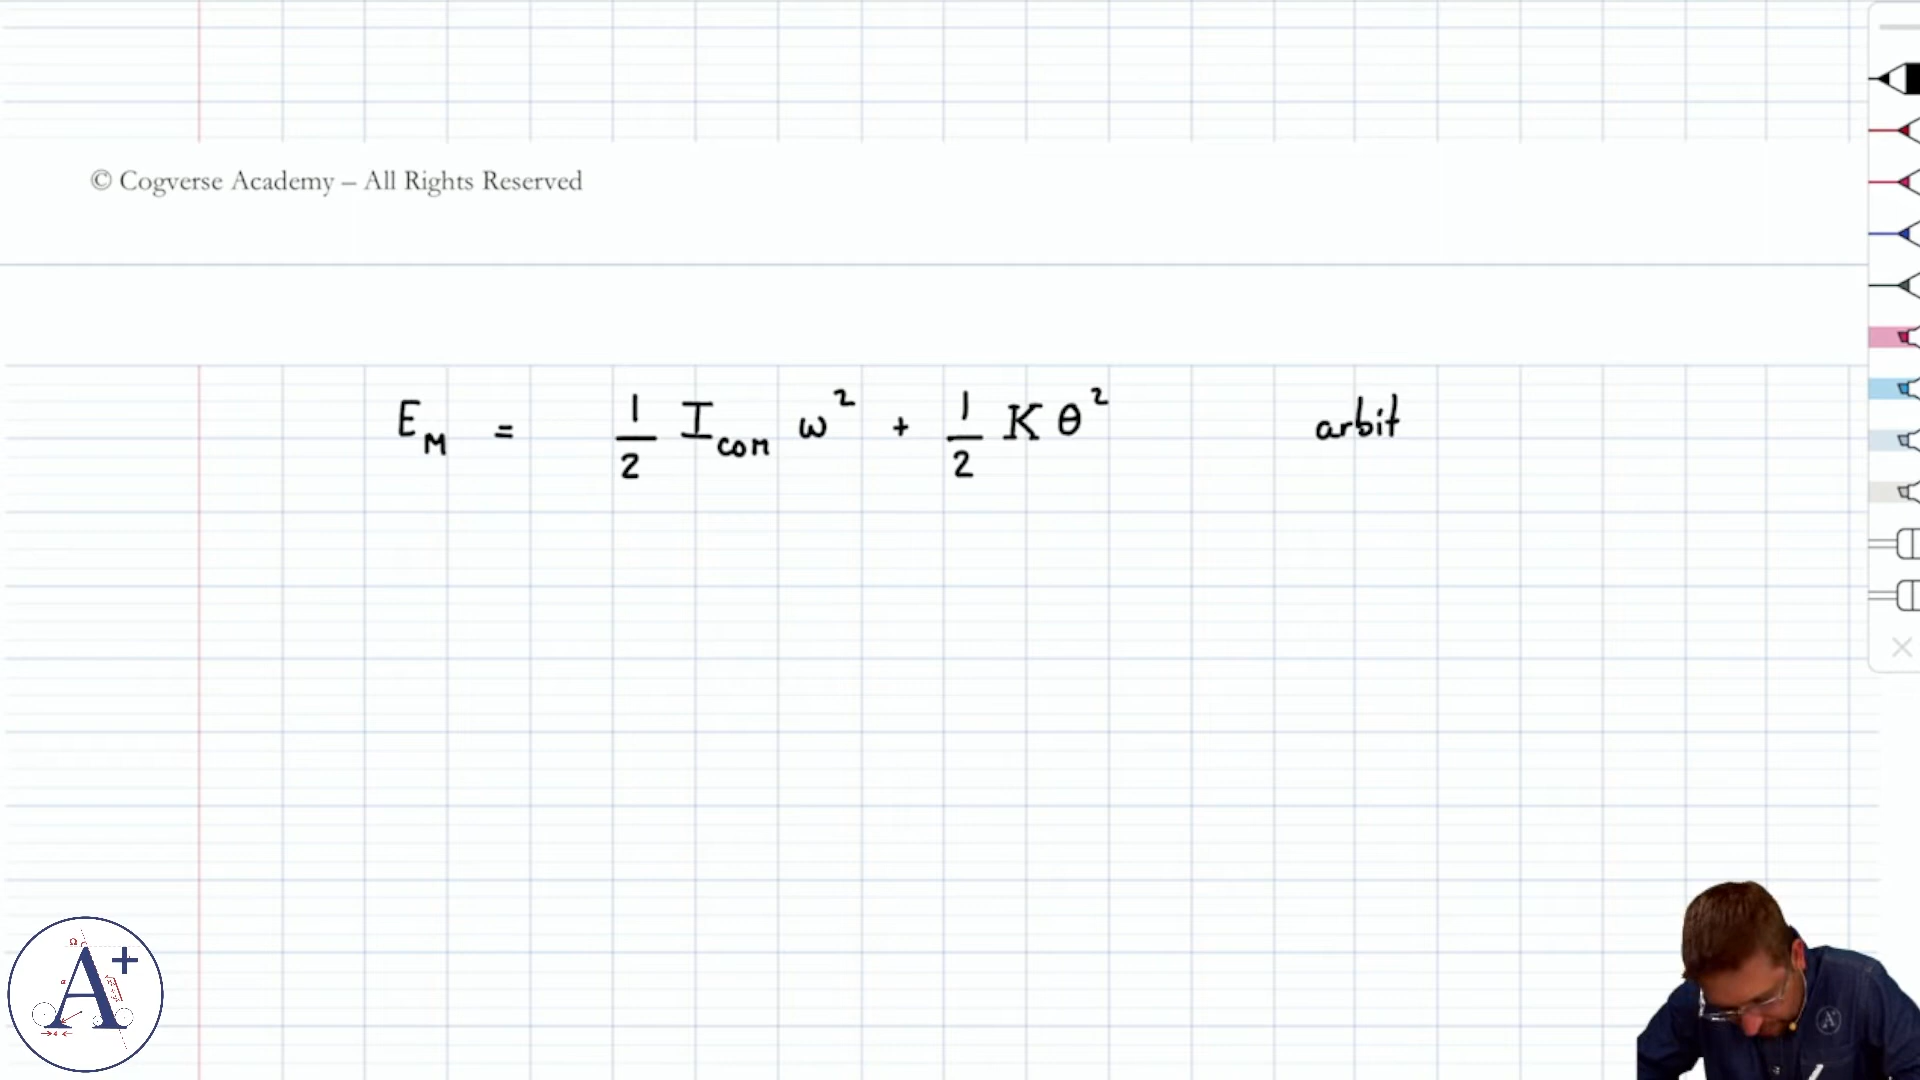 © Cogverse Academy – All Rights Reserved
E_M = 1/2 I_com ω² + 1/2 K θ² arbit
A+